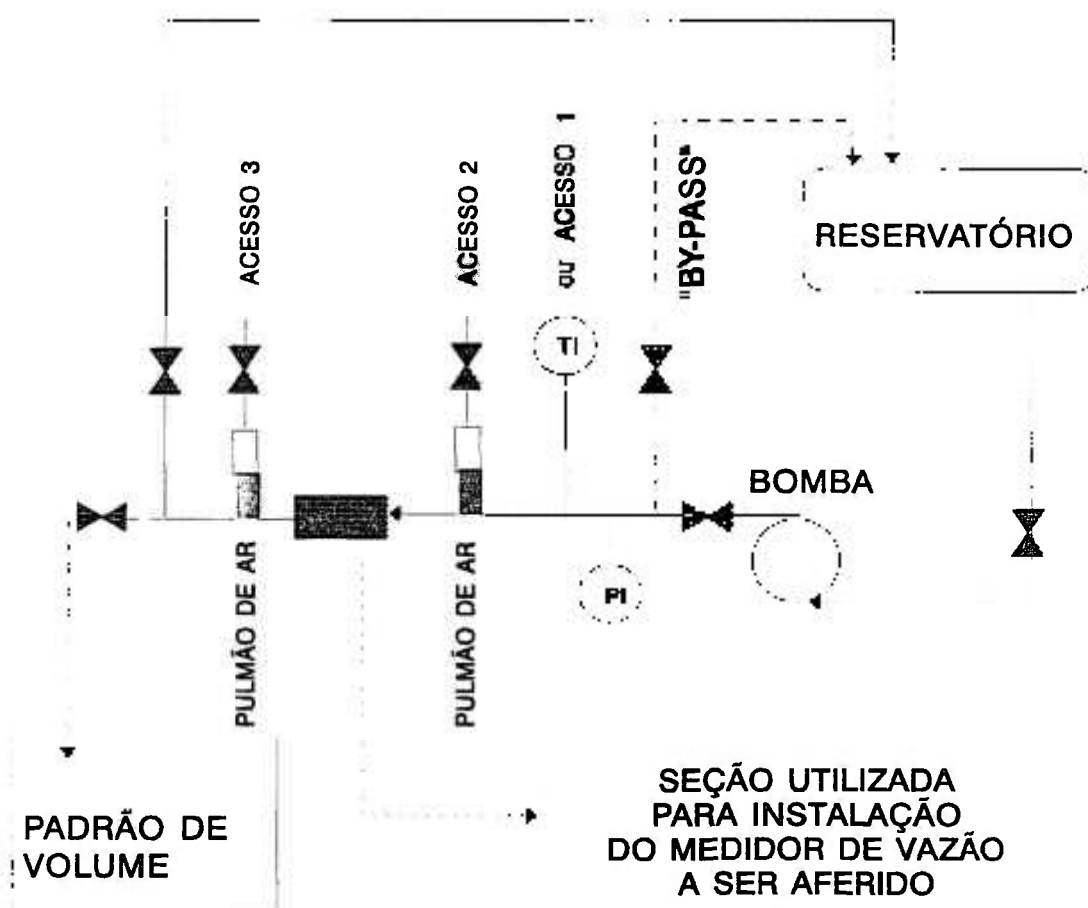 ACESSO 3
ACESSO 2
ou ACESSO 1
"BY-PASS"
RESERVATÓRIO
TI
BOMBA
PI
PULMÃO DE AR
PULMÃO DE AR
PADRÃO DE
VOLUME
SEÇÃO UTILIZADA
PARA INSTALAÇÃO
DO MEDIDOR DE VAZÃO
A SER AFERIDO